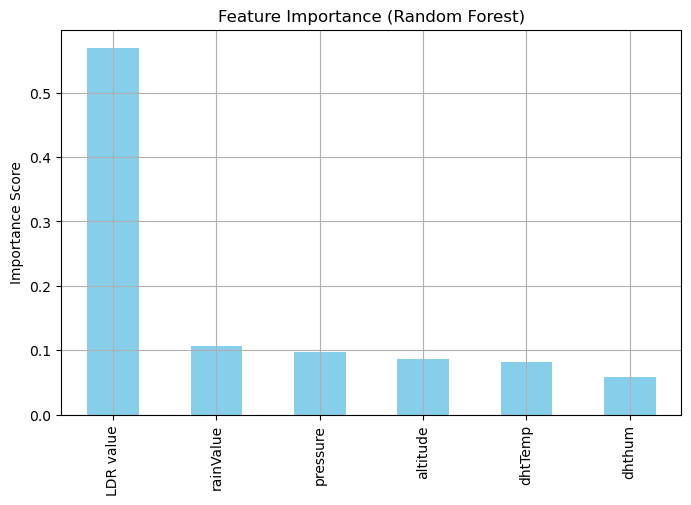 Feature Importance (Random Forest)
Importance Score
0.5
0.4
0.3
0.2
0.1
0.0
LDR value
rainValue
pressure
altitude
dhtTemp
dhthum